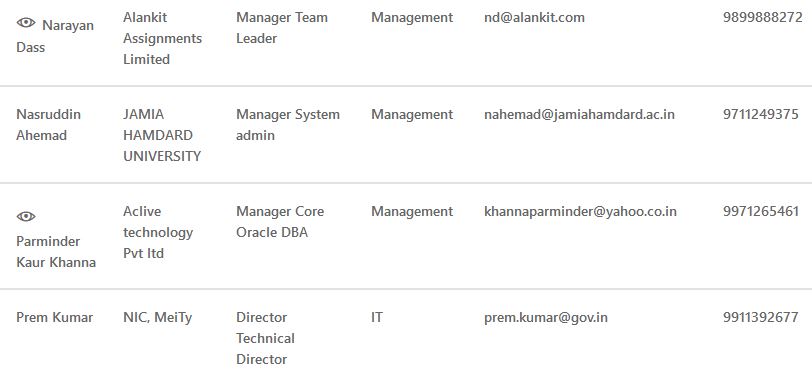 Narayan Dass Alankit Assignments Limited Manager Team Leader Management nd@alankit.com 9899888272
Nasruddin Ahemad JAMIA HAMDARD UNIVERSITY Manager System admin Management nahemad@jamiahamdard.ac.in 9711249375
Parminder Kaur Khanna Aclive technology Pvt ltd Manager Core Oracle DBA Management khannaparminder@yahoo.co.in 9971265461
Prem Kumar NIC, MeiTy Director Technical Director IT prem.kumar@gov.in 9911392677